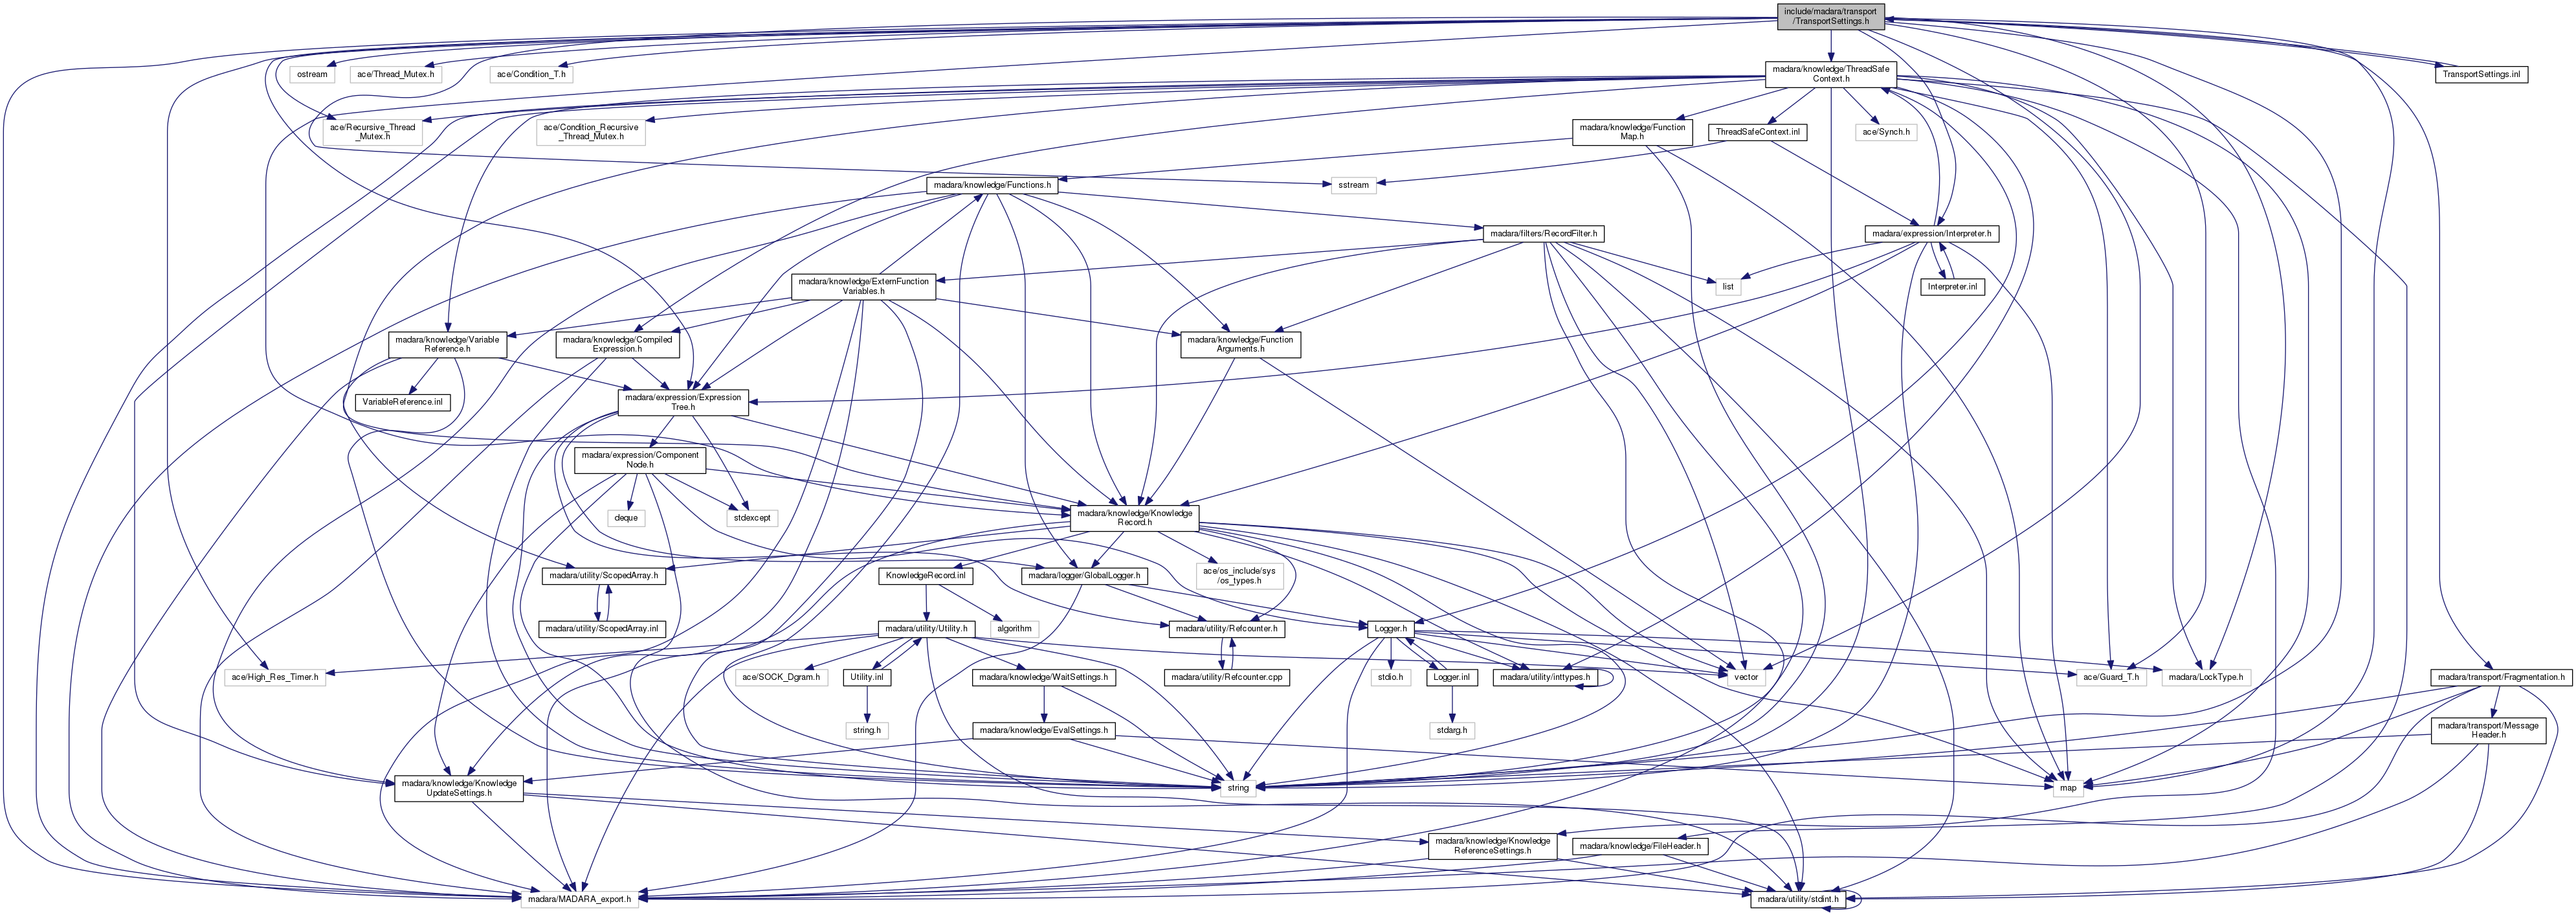 include/madara/transport
/TransportSettings.h
ostream
ace/Thread_Mutex.h
ace/Condition_T.h
madara/knowledge/ThreadSafe
Context.h
TransportSettings.inl
ace/Recursive_Thread
_Mutex.h
ace/Condition_Recursive
_Thread_Mutex.h
madara/knowledge/Function
Map.h
ThreadSafeContext.inl
ace/Synch.h
madara/knowledge/Functions.h
sstream
madara/filters/RecordFilter.h
madara/expression/Interpreter.h
madara/knowledge/ExternFunction
Variables.h
list
Interpreter.inl
madara/knowledge/Variable
Reference.h
madara/knowledge/Compiled
Expression.h
madara/knowledge/Function
Arguments.h
VariableReference.inl
madara/expression/Expression
Tree.h
madara/expression/Component
Node.h
deque
stdexcept
madara/knowledge/Knowledge
Record.h
madara/utility/ScopedArray.h
KnowledgeRecord.inl
madara/logger/GlobalLogger.h
ace/os_include/sys
/os_types.h
madara/utility/ScopedArray.inl
madara/utility/Utility.h
algorithm
madara/utility/Refcounter.h
Logger.h
ace/High_Res_Timer.h
ace/SOCK_Dgram.h
Utility.inl
madara/knowledge/WaitSettings.h
madara/utility/Refcounter.cpp
stdio.h
Logger.inl
madara/utility/inttypes.h
vector
ace/Guard_T.h
madara/LockType.h
madara/transport/Fragmentation.h
string.h
madara/knowledge/EvalSettings.h
stdarg.h
madara/transport/Message
Header.h
madara/knowledge/Knowledge
UpdateSettings.h
string
map
madara/knowledge/Knowledge
ReferenceSettings.h
madara/knowledge/FileHeader.h
madara/MADARA_export.h
madara/utility/stdint.h